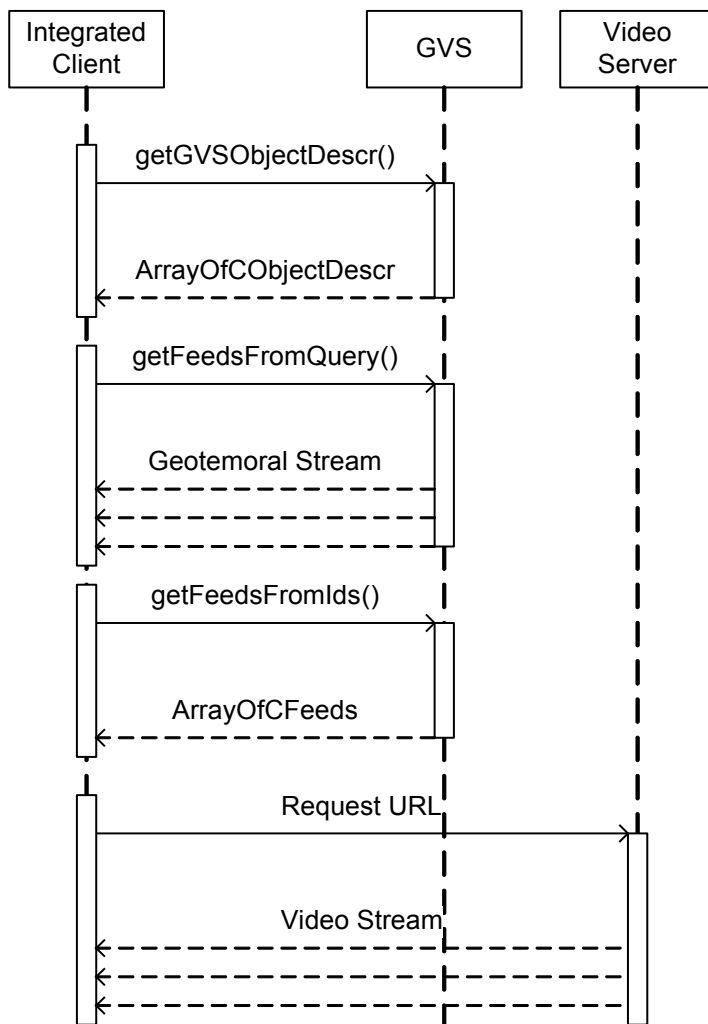 Integrated
Client
GVS
Video
Server
getGVSObjectDescr()
ArrayOfCObjectDescr
getFeedsFromQuery()
Geotemoral Stream
getFeedsFromIds()
ArrayOfCFeeds
Request URL
Video Stream